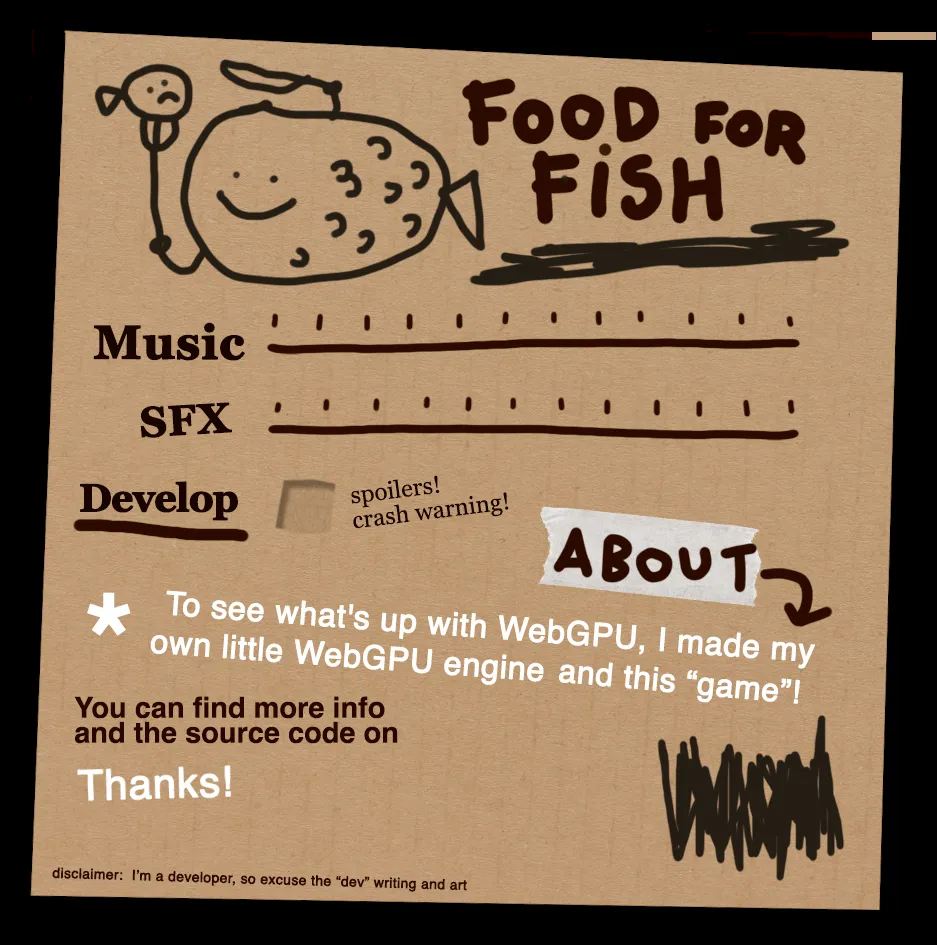 FOOD FOR
FiSH
Music
SFX
Develop
spoilers!
crash warning!
ABOUT
* To see what's up with WebGPU, I made my
own little WebGPU engine and this “game”!
You can find more info
and the source code on
Thanks!
disclaimer: I'm a developer, so excuse the “dev” writing and art